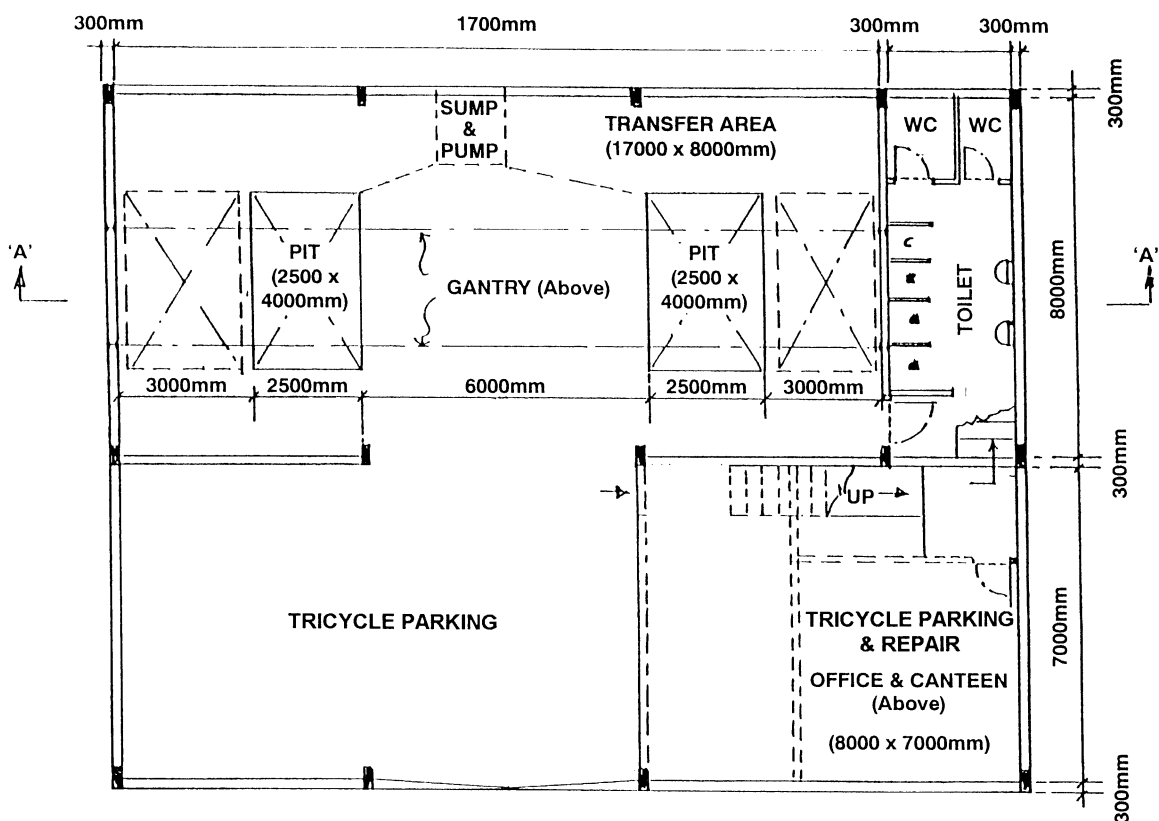 300mm
1700mm
300mm
300mm
300mm
SUMP
&
PUMP
TRANSFER AREA
(17000 x 8000mm)
WC
WC
'A'
PIT
(2500 x
4000mm)
GANTRY (Above)
PIT
(2500 x
4000mm)
TOILET
8000mm
'A'
3000mm
2500mm
6000mm
2500mm
3000mm
300mm
UP
TRICYCLE PARKING
TRICYCLE PARKING
& REPAIR
OFFICE & CANTEEN
(Above)
(8000 x 7000mm)
7000mm
300mm